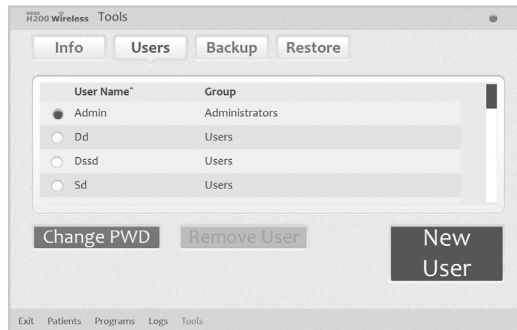 NESS
H200 Wireless Tools
Info Users Backup Restore
User Name^ Group
Admin Administrators
Dd Users
Dssd Users
Sd Users
Change PWD Remove User New
User
Exit Patients Programs Logs Tools